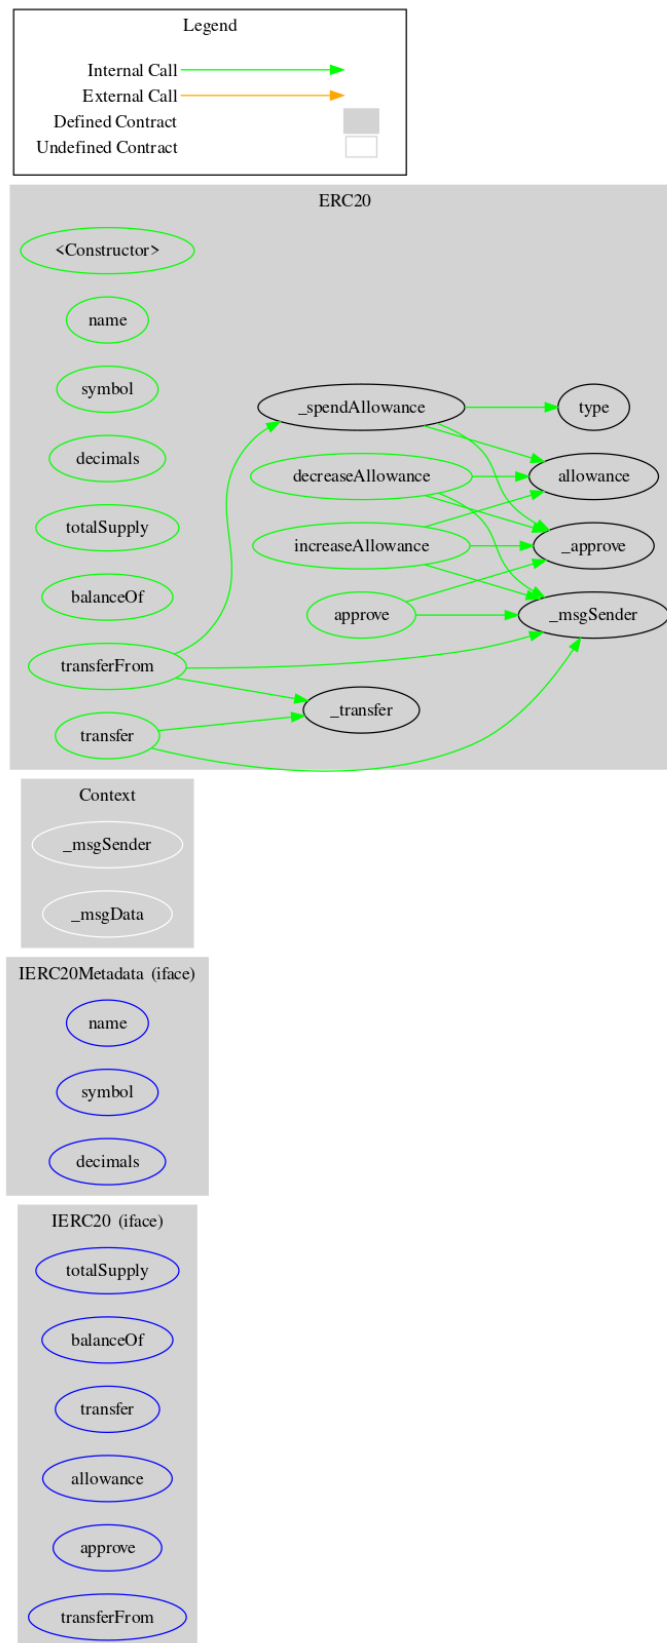 Legend
Internal Call
External Call
Defined Contract
Undefined Contract
ERC20
<Constructor>
name
symbol
decimals
totalSupply
balanceOf
transferFrom
transfer
_spendAllowance
decreaseAllowance
increaseAllowance
approve
_transfer
type
allowance
_approve
_msgSender
Context
_msgSender
_msgData
IERC20Metadata (iface)
name
symbol
decimals
IERC20 (iface)
totalSupply
balanceOf
transfer
allowance
approve
transferFrom